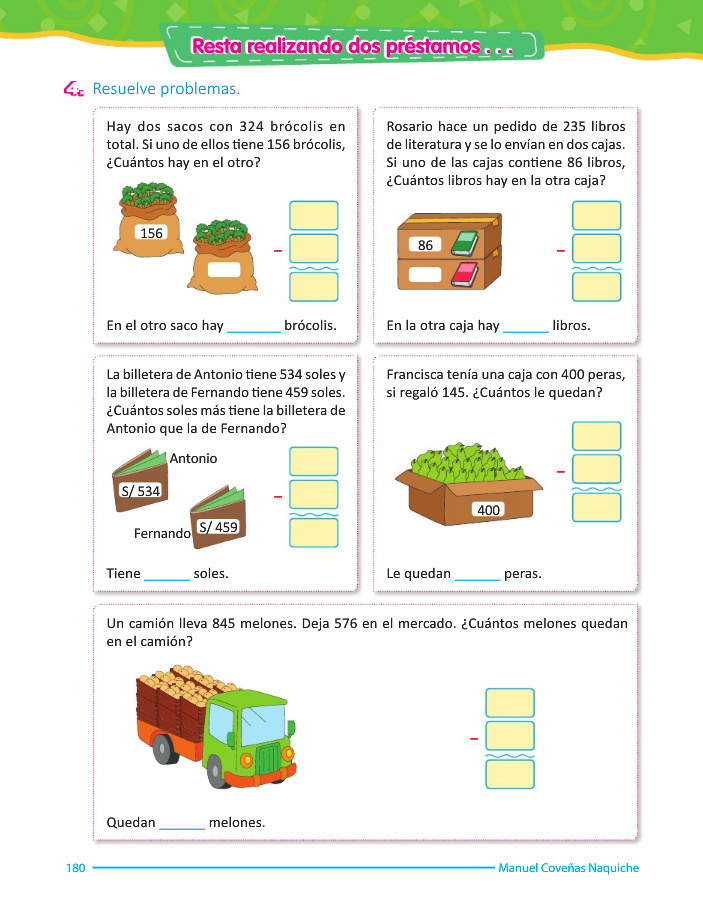 Resta realizando dos préstamos . . .
4. Resuelve problemas.
Hay dos sacos con 324 brócolis en
total. Si uno de ellos tiene 156 brócolis,
¿Cuántos hay en el otro?
156
–
En el otro saco hay ________ brócolis.
Rosario hace un pedido de 235 libros
de literatura y se lo envían en dos cajas.
Si uno de las cajas contiene 86 libros,
¿Cuántos libros hay en la otra caja?
86
–
En la otra caja hay _______ libros.
La billetera de Antonio tiene 534 soles y
la billetera de Fernando tiene 459 soles.
¿Cuántos soles más tiene la billetera de
Antonio que la de Fernando?
Antonio
S/ 534
–
Fernando
S/ 459
Tiene _______ soles.
Francisca tenía una caja con 400 peras,
si regaló 145. ¿Cuántos le quedan?
–
400
Le quedan _______ peras.
Un camión lleva 845 melones. Deja 576 en el mercado. ¿Cuántos melones quedan
en el camión?
–
Quedan _______ melones.
180
Manuel Coveñas Naquiche